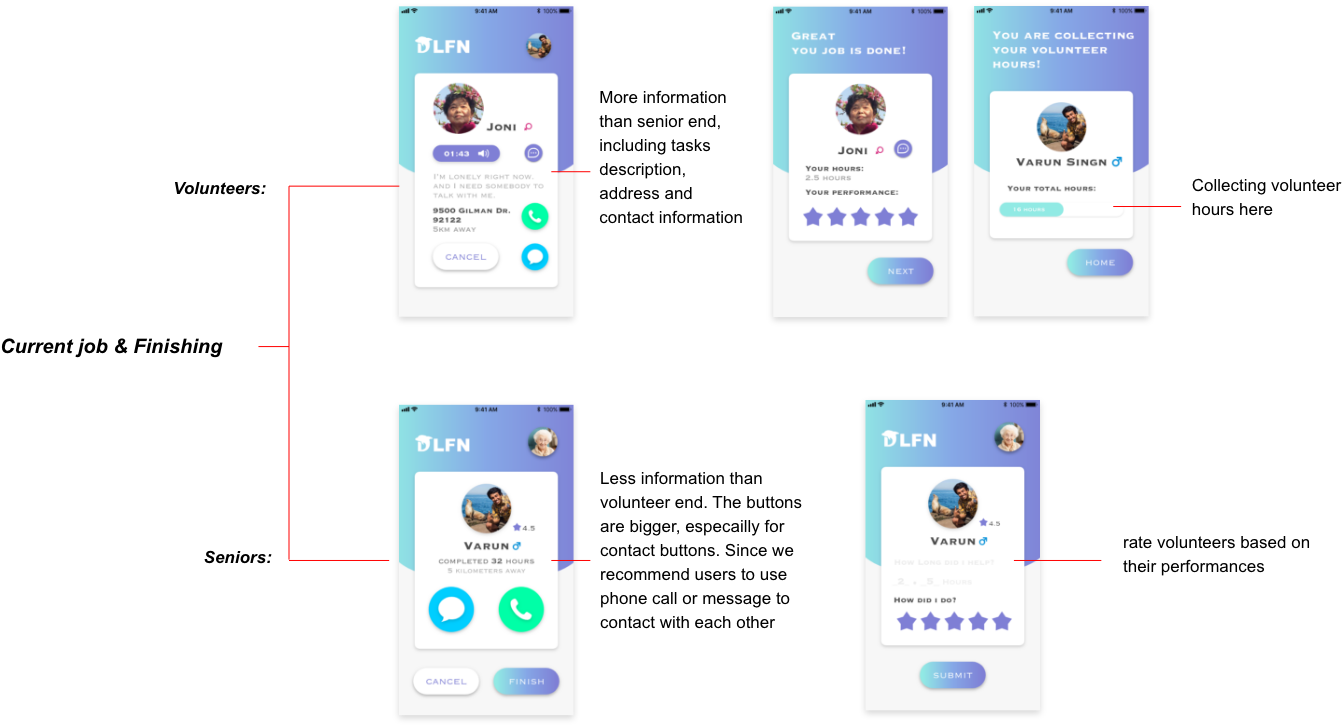 Current job & Finishing
Volunteers:
9:41 AM
100%
DLFN
Joni
01:43
I'm lonely right now,
and I need somebody to
talk with me.
9500 Gilman Dr.
92122
5km away
CANCEL
More information
than senior end,
including tasks
description,
address and
contact information
9:41 AM
100%
Great
you job is done!
Joni
Your hours:
2.5 hours
Your performance:
NEXT
9:41 AM
100%
You are collecting
your volunteer
hours!
Varun Singn
Your total hours:
16 hours
HOME
Collecting volunteer
hours here
Seniors:
9:41 AM
100%
DLFN
4.5
Varun
Completed 32 hours
5 kilometers away
CANCEL
FINISH
Less information than
volunteer end. The buttons
are bigger, especailly for
contact buttons. Since we
recommend users to use
phone call or message to
contact with each other
9:41 AM
100%
DLFN
4.5
Varun
How long did I help?
2 . 5 hours
How did I do?
SUBMIT
rate volunteers based on
their performances